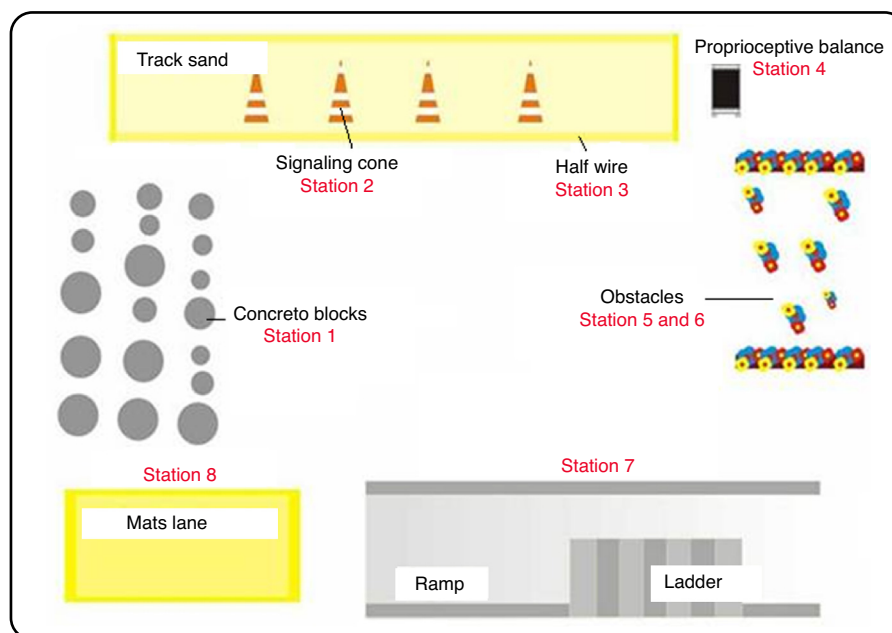 Track sand
Proprioceptive balance
Station 4
Signaling cone
Station 2
Half wire
Station 3
Concreto blocks
Station 1
Obstacles
Station 5 and 6
Station 8
Mats lane
Station 7
Ramp
Ladder